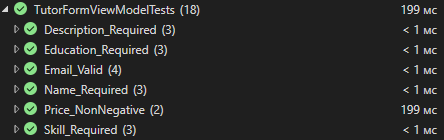 TutorFormViewModelTests (18) 199 мс
Description_Required (3) < 1 мс
Education_Required (3) < 1 мс
Email_Valid (4) < 1 мс
Name_Required (3) < 1 мс
Price_NonNegative (2) 199 мс
Skill_Required (3) < 1 мс